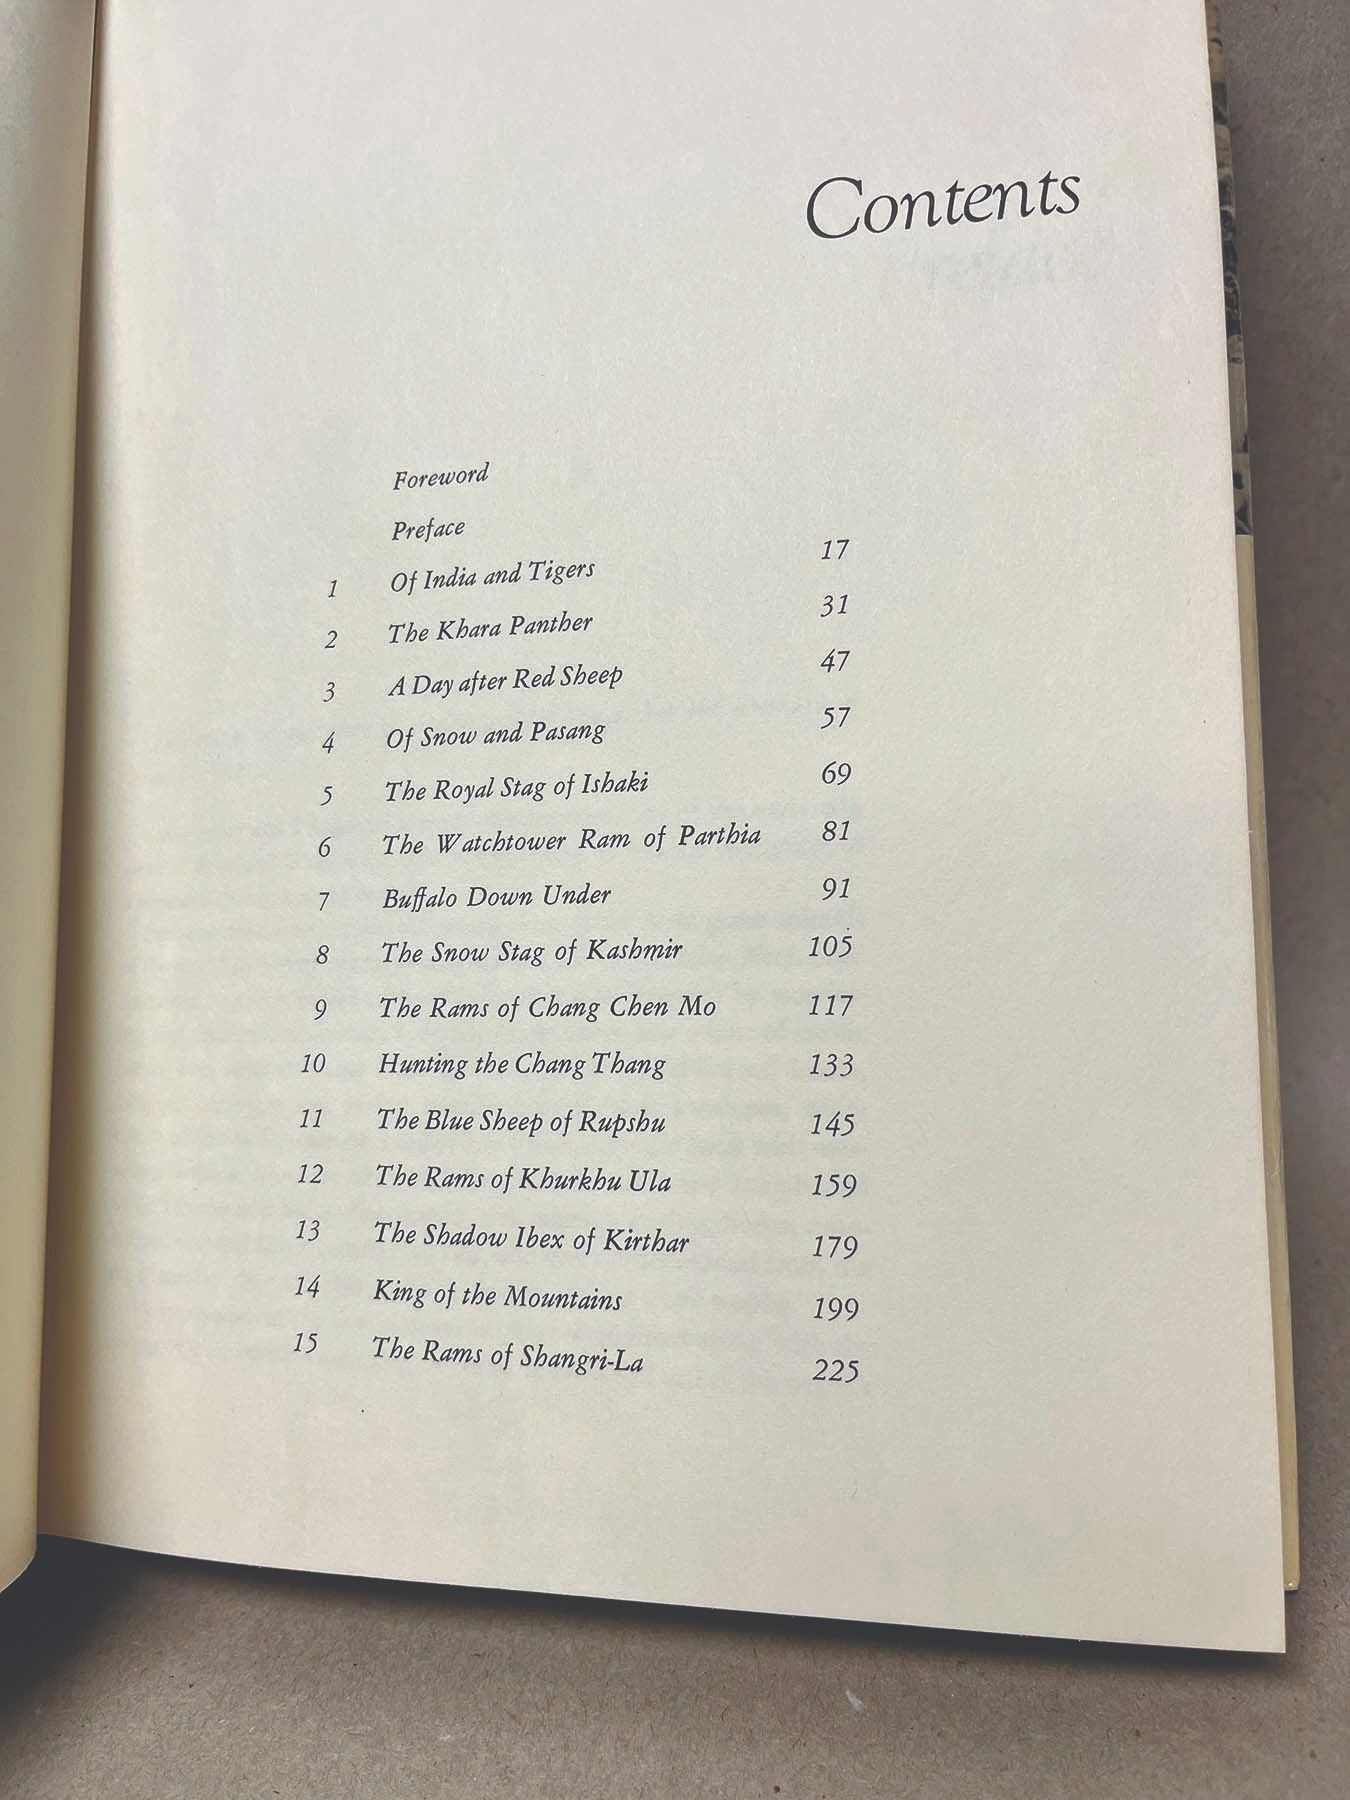 Contents
Foreword
Preface
1 Of India and Tigers 17
2 The Khara Panther 31
3 A Day after Red Sheep 47
4 Of Snow and Pasang 57
5 The Royal Stag of Ishaki 69
6 The Watchtower Ram of Parthia 81
7 Buffalo Down Under 91
8 The Snow Stag of Kashmir 105
9 The Rams of Chang Chen Mo 117
10 Hunting the Chang Thang 133
11 The Blue Sheep of Rupshu 145
12 The Rams of Khurkhu Ula 159
13 The Shadow Ibex of Kirthar 179
14 King of the Mountains 199
15 The Rams of Shangri-La 225